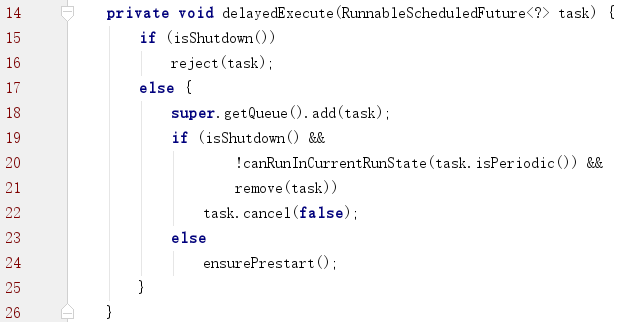 14 private void delayedExecute(RunnableScheduledFuture<?> task) {
15 if (isShutdown())
16 reject(task);
17 else {
18 super.getQueue().add(task);
19 if (isShutdown() &&
20 !canRunInCurrentRunState(task.isPeriodic()) &&
21 remove(task))
22 task.cancel(false);
23 else
24 ensurePrestart();
25 }
26 }